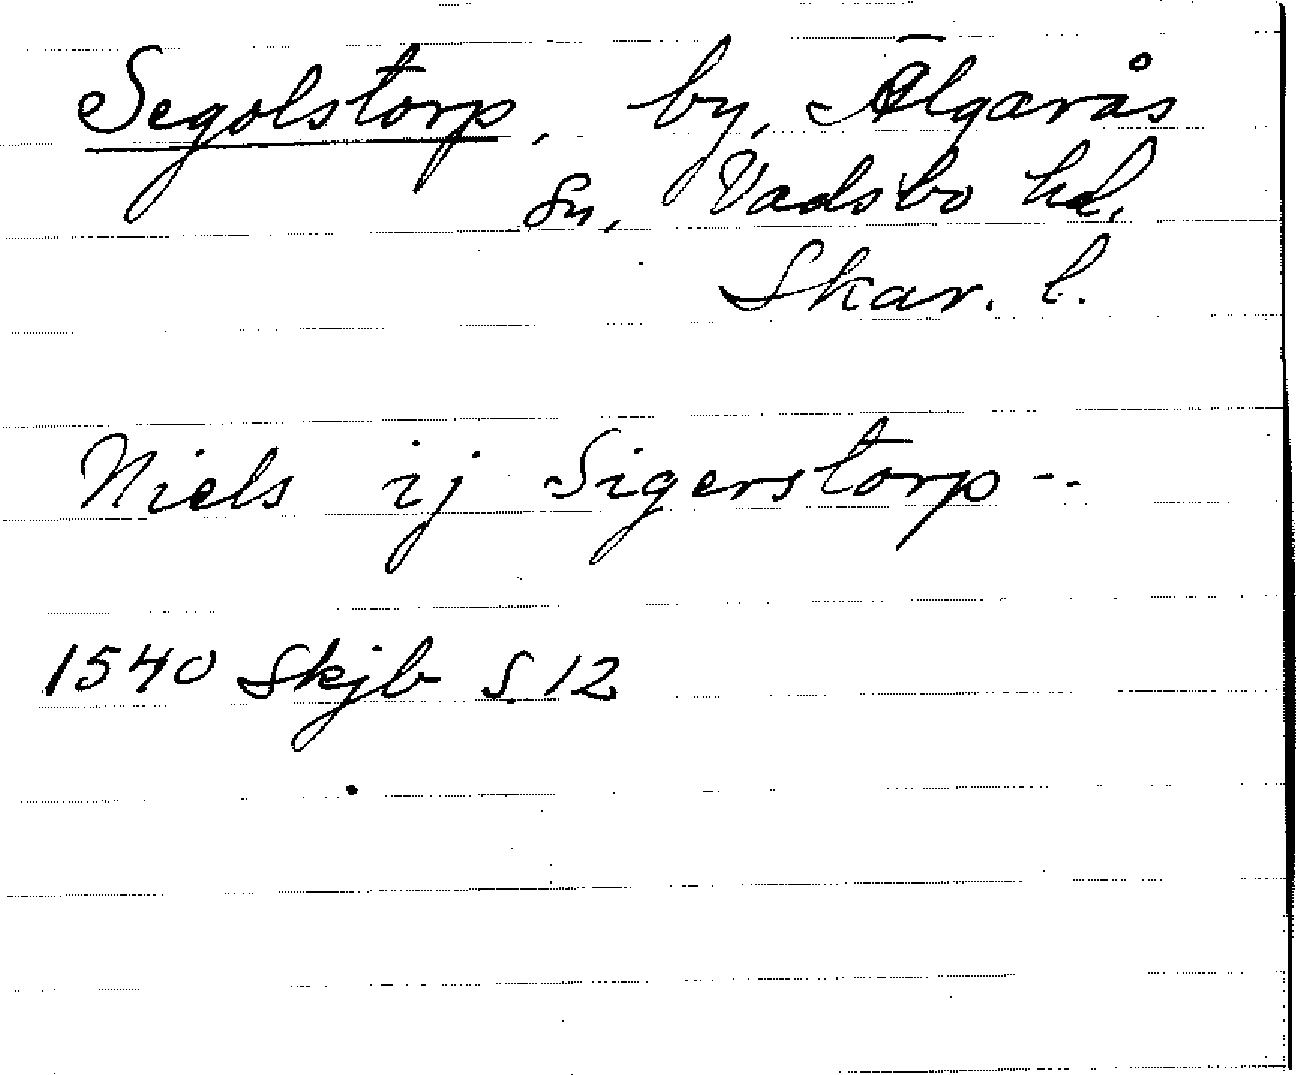 Segolstorp, by, Älgarås
Sn, Vadsbo hd,
Skar. l.
Niels ij Sigerstorp -.
1540 Skjb S. 12